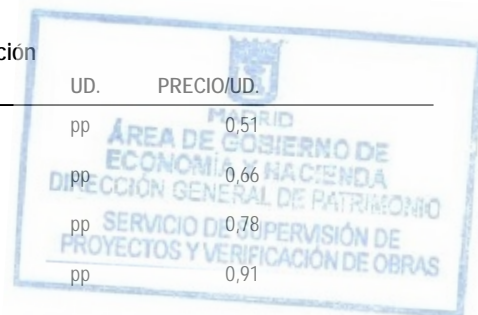 ción
UD. PRECIO/UD.
MADRID
pp 0,51
ÁREA DE GOBIERNO DE
ECONOMÍA Y HACIENDA
pp 0,66
DIRECCIÓN GENERAL DE PATRIMONIO
pp 0,78
SERVICIO DE SUPERVISIÓN DE
PROYECTOS Y VERIFICACIÓN DE OBRAS
pp 0,91